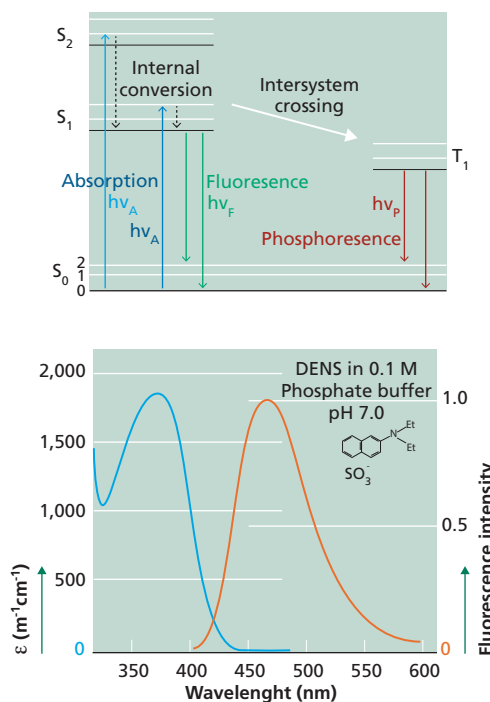 S2
Internal
conversion
Intersystem
crossing
S1
T1
Absorption
hνA
hνA
Fluoresence
hνF
hνP
Phosphoresence
S0
2
1
0
DENS in 0.1 M
Phosphate buffer
pH 7.0
N
Et
Et
SO3-
2,000
1,500
1,000
500
0
1.0
0.5
0
ε (m-1cm-1)
Fluorescence intensity
350 400 450 500 550 600
Wavelenght (nm)